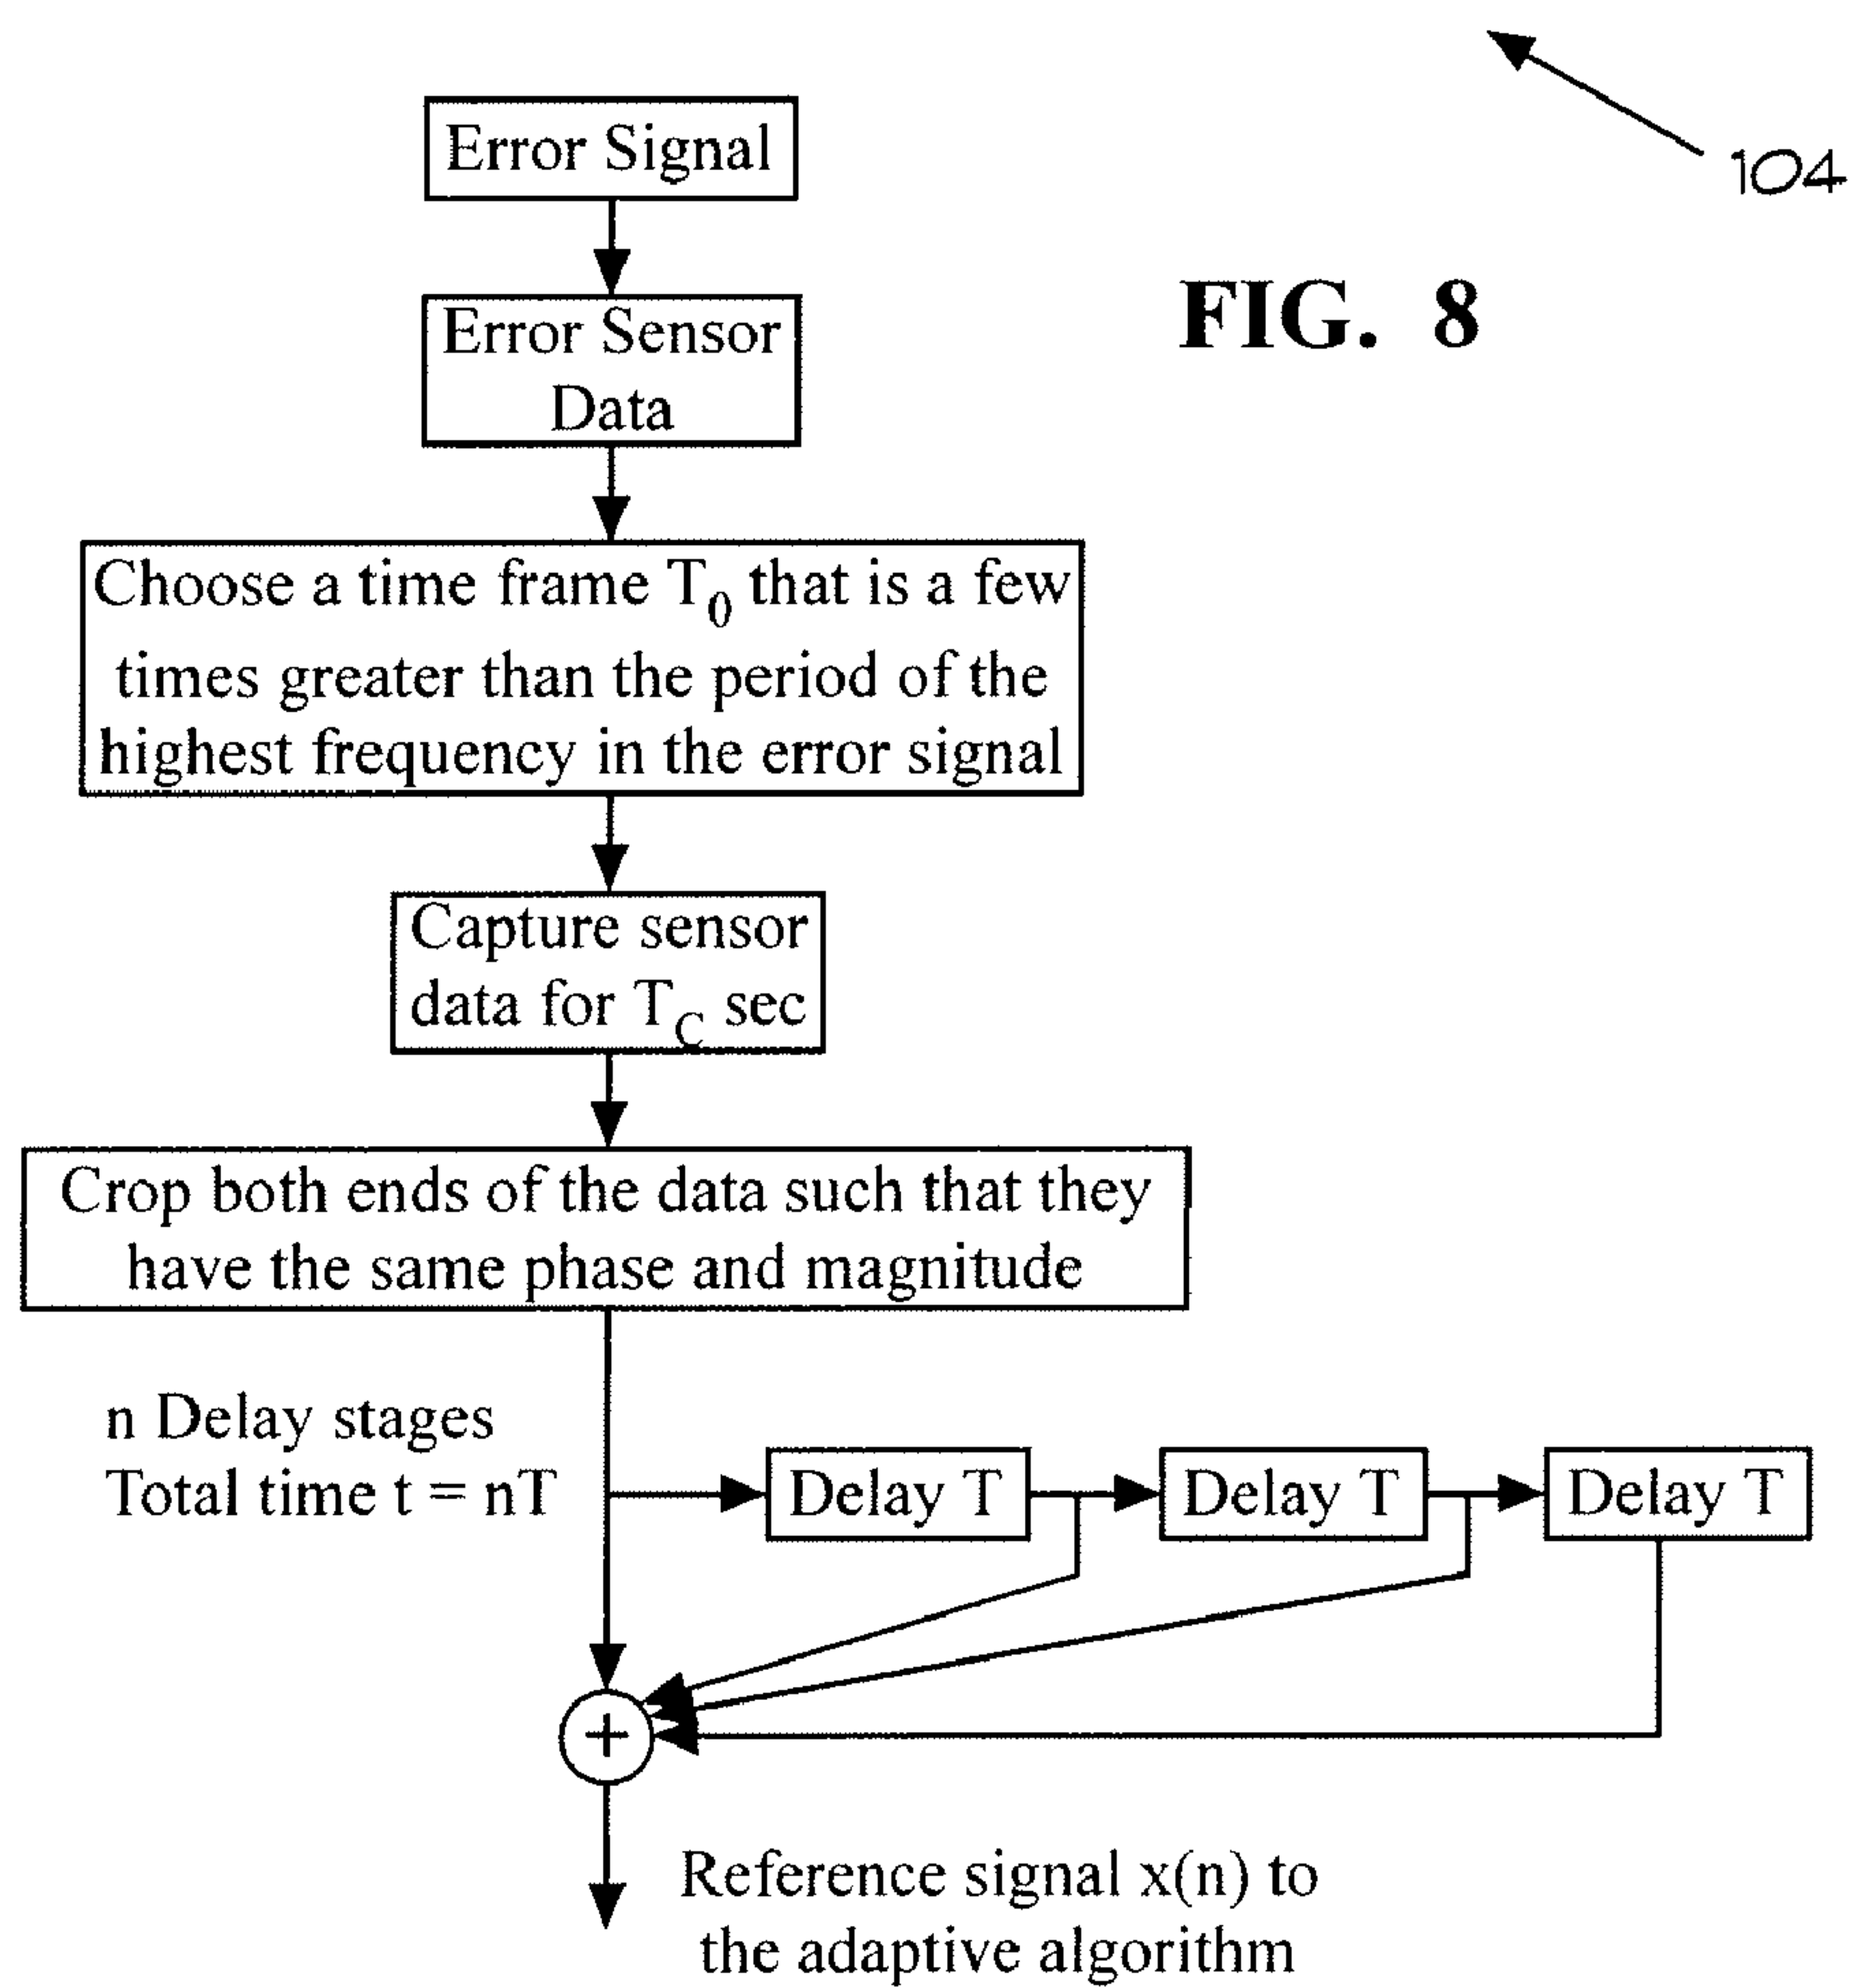 104
Error Signal
FIG. 8
Error Sensor
Data
Choose a time frame T₀ that is a few
times greater than the period of the
highest frequency in the error signal
Capture sensor
data for T_C sec
Crop both ends of the data such that they
have the same phase and magnitude
n Delay stages
Total time t = nT
Delay T
Delay T
Delay T
+
Reference signal x(n) to
the adaptive algorithm